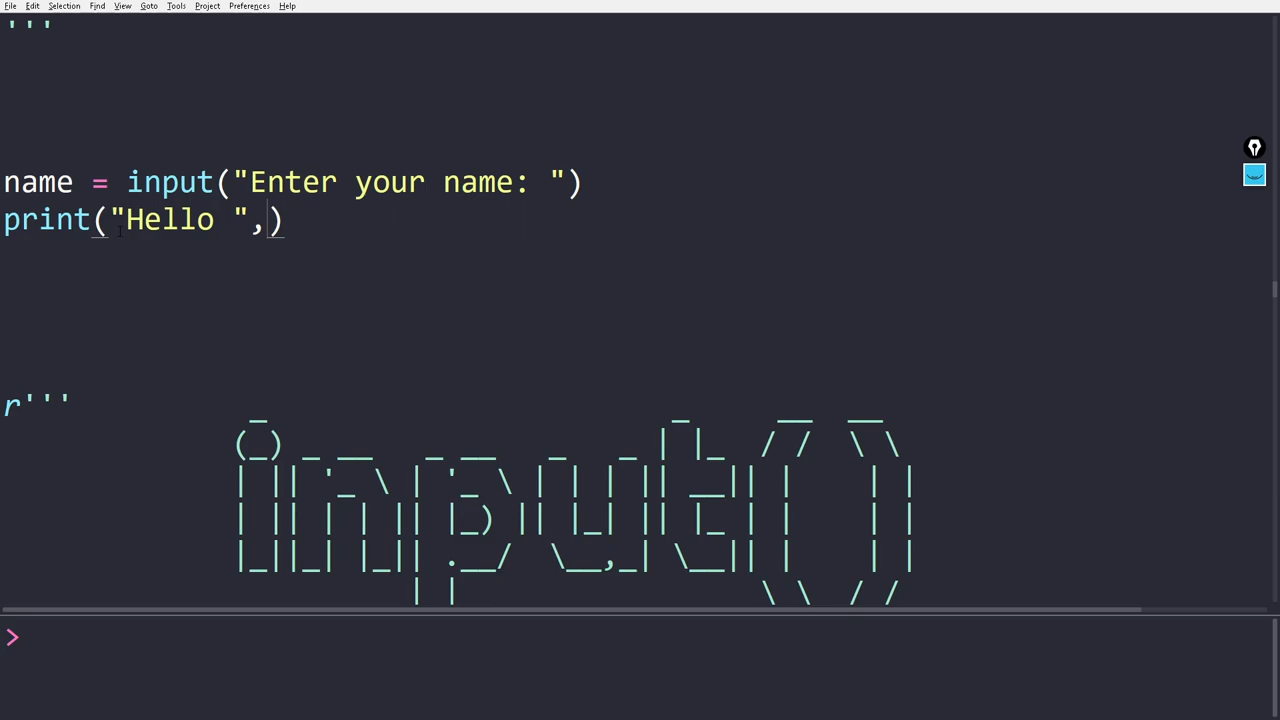 File Edit Selection Find View Goto Tools Project Preferences Help
'''
name = input("Enter your name: ")
print("Hello ",)
r'''
input()
>